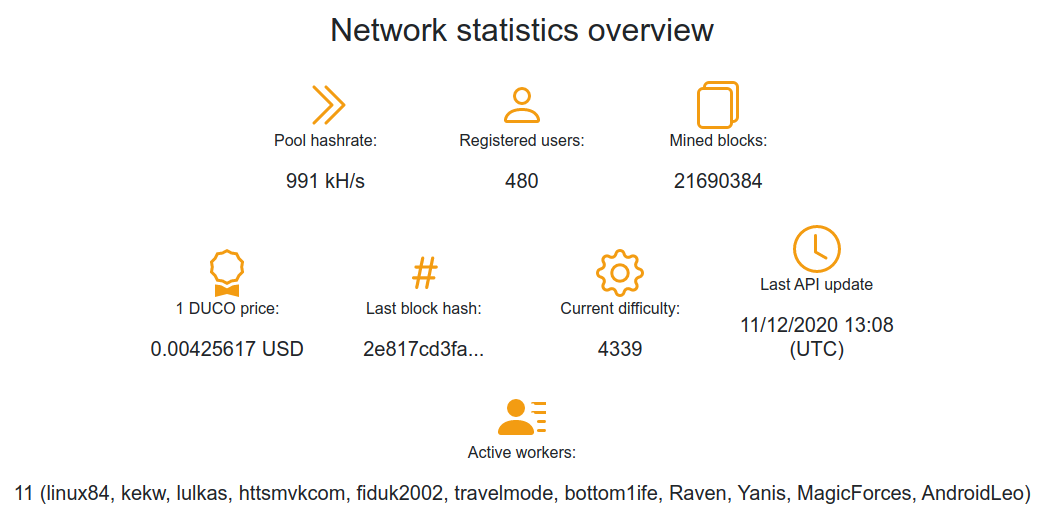 Network statistics overview
Pool hashrate:
991 kH/s
Registered users:
480
Mined blocks:
21690384
1 DUCO price:
0.00425617 USD
Last block hash:
2e817cd3fa...
Current difficulty:
4339
Last API update
11/12/2020 13:08
(UTC)
Active workers:
11 (linux84, kekw, lulkas, httsmvkcom, fiduk2002, travelmode, bottom1ife, Raven, Yanis, MagicForces, AndroidLeo)